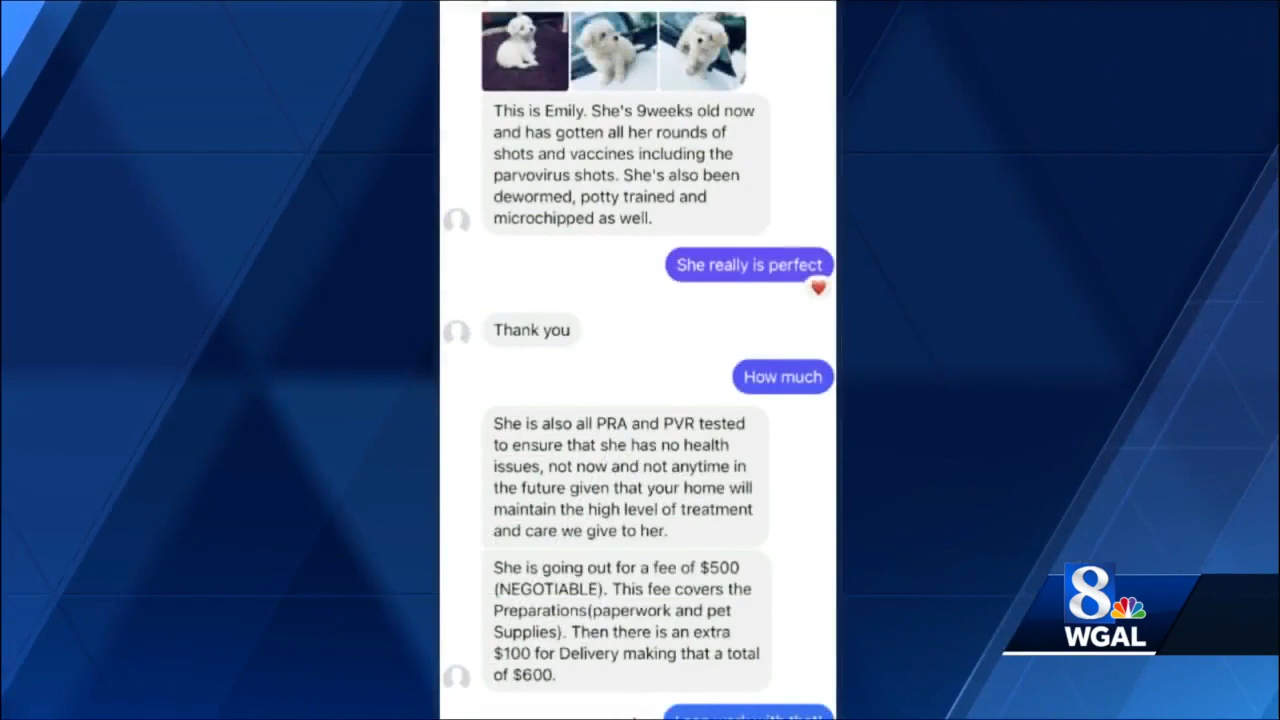 This is Emily. She's 9weeks old now
and has gotten all her rounds of
shots and vaccines including the
parvovirus shots. She's also been
dewormed, potty trained and
microchipped as well.
She really is perfect
Thank you
How much
She is also all PRA and PVR tested
to ensure that she has no health
issues, not now and not anytime in
the future given that your home will
maintain the high level of treatment
and care we give to her.
She is going out for a fee of $500
(NEGOTIABLE). This fee covers the
Preparations(paperwork and pet
Supplies). Then there is an extra
$100 for Delivery making that a total
of $600.
8
WGAL